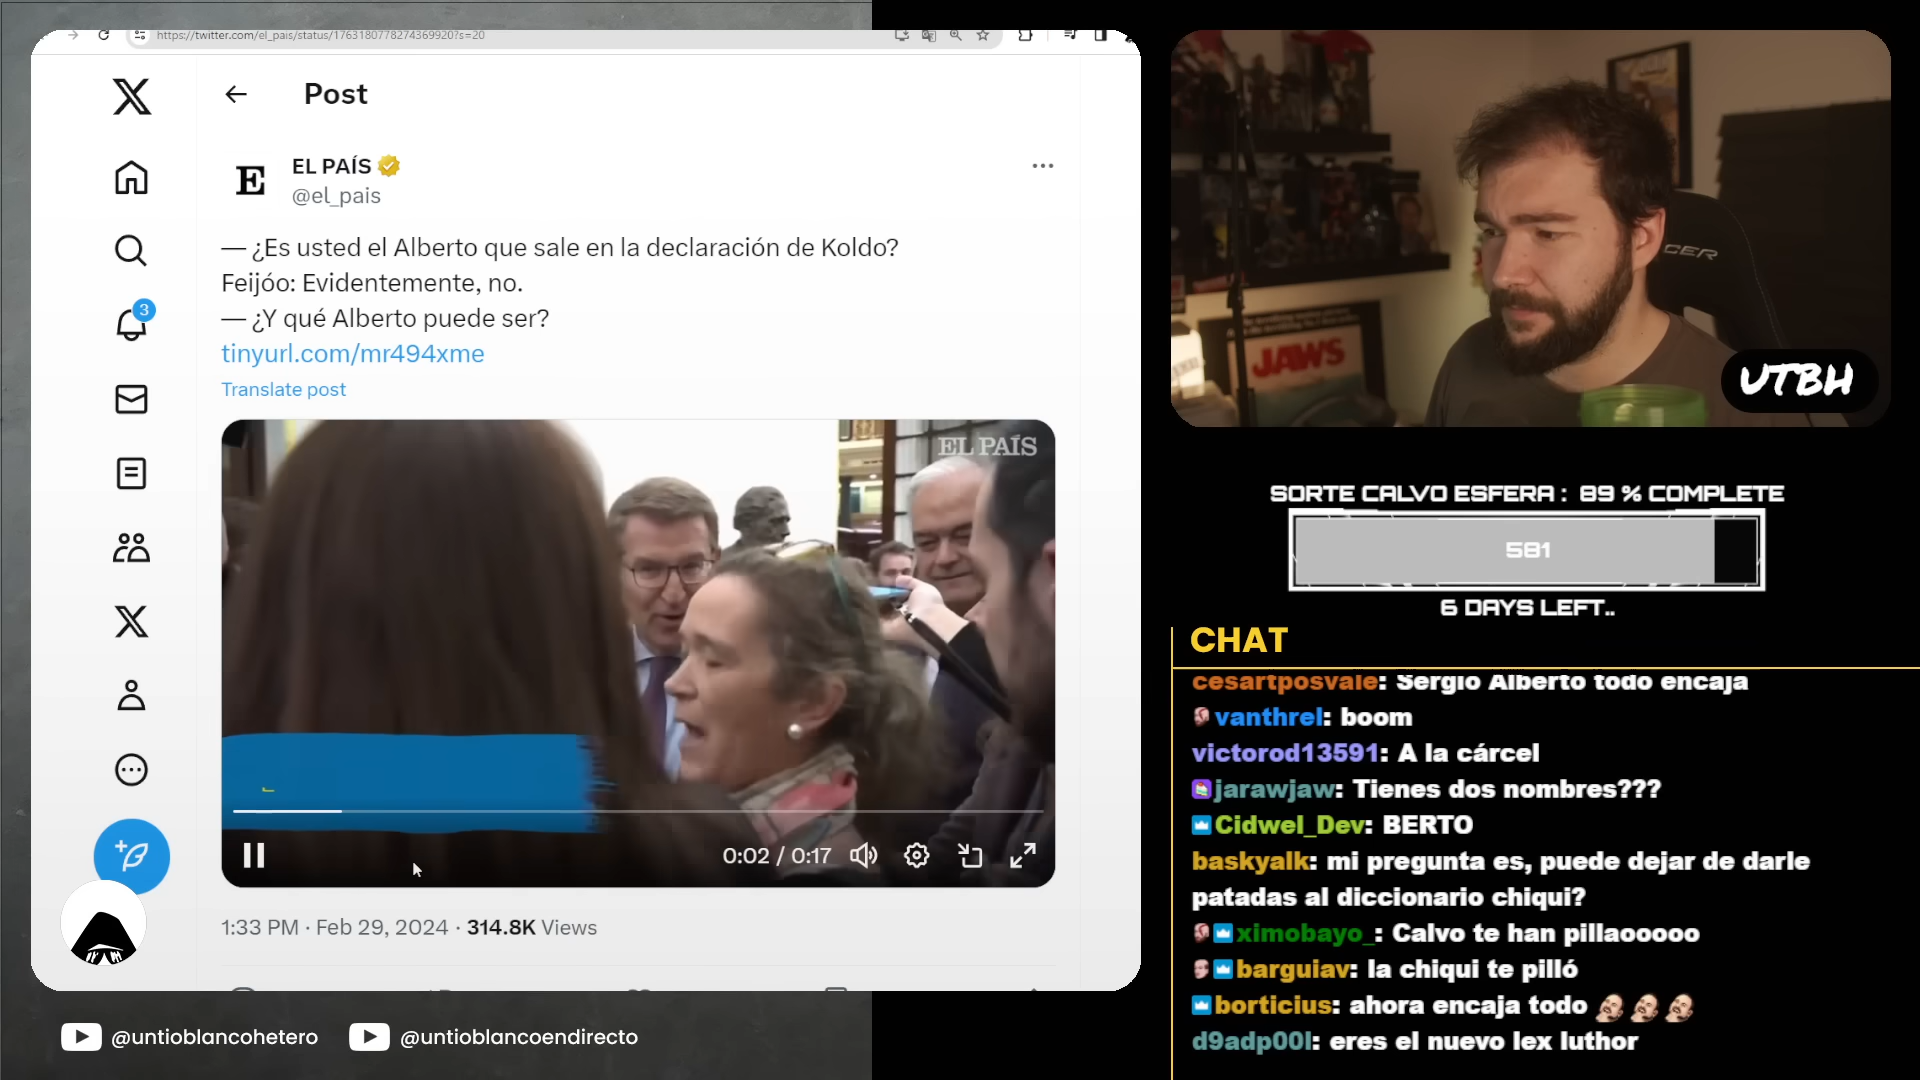 https://twitter.com/el_pais/status/1763180778274369920?s=20
Post
EL PAÍS
@el_pais
— ¿Es usted el Alberto que sale en la declaración de Koldo?
Feijóo: Evidentemente, no.
— ¿Y qué Alberto puede ser?
tinyurl.com/mr494xme
Translate post
3
E
EL PAÍS
0:02 / 0:17
1:33 PM · Feb 29, 2024 · 314.8K Views
@untioblancohetero
@untioblancoendirecto
JAWS
CER
UTBH
SORTE CALVO ESFERA : 89 % COMPLETE
581
6 DAYS LEFT..
CHAT
cesartposvale: Sergio Alberto todo encaja
vanthrel: boom
victorod13591: A la cárcel
jarawjaw: Tienes dos nombres???
Cidwel_Dev: BERTO
baskyalk: mi pregunta es, puede dejar de darle
patadas al diccionario chiqui?
ximobayo_: Calvo te han pillaooooo
barguiav: la chiqui te pilló
borticius: ahora encaja todo
d9adp00l: eres el nuevo lex luthor